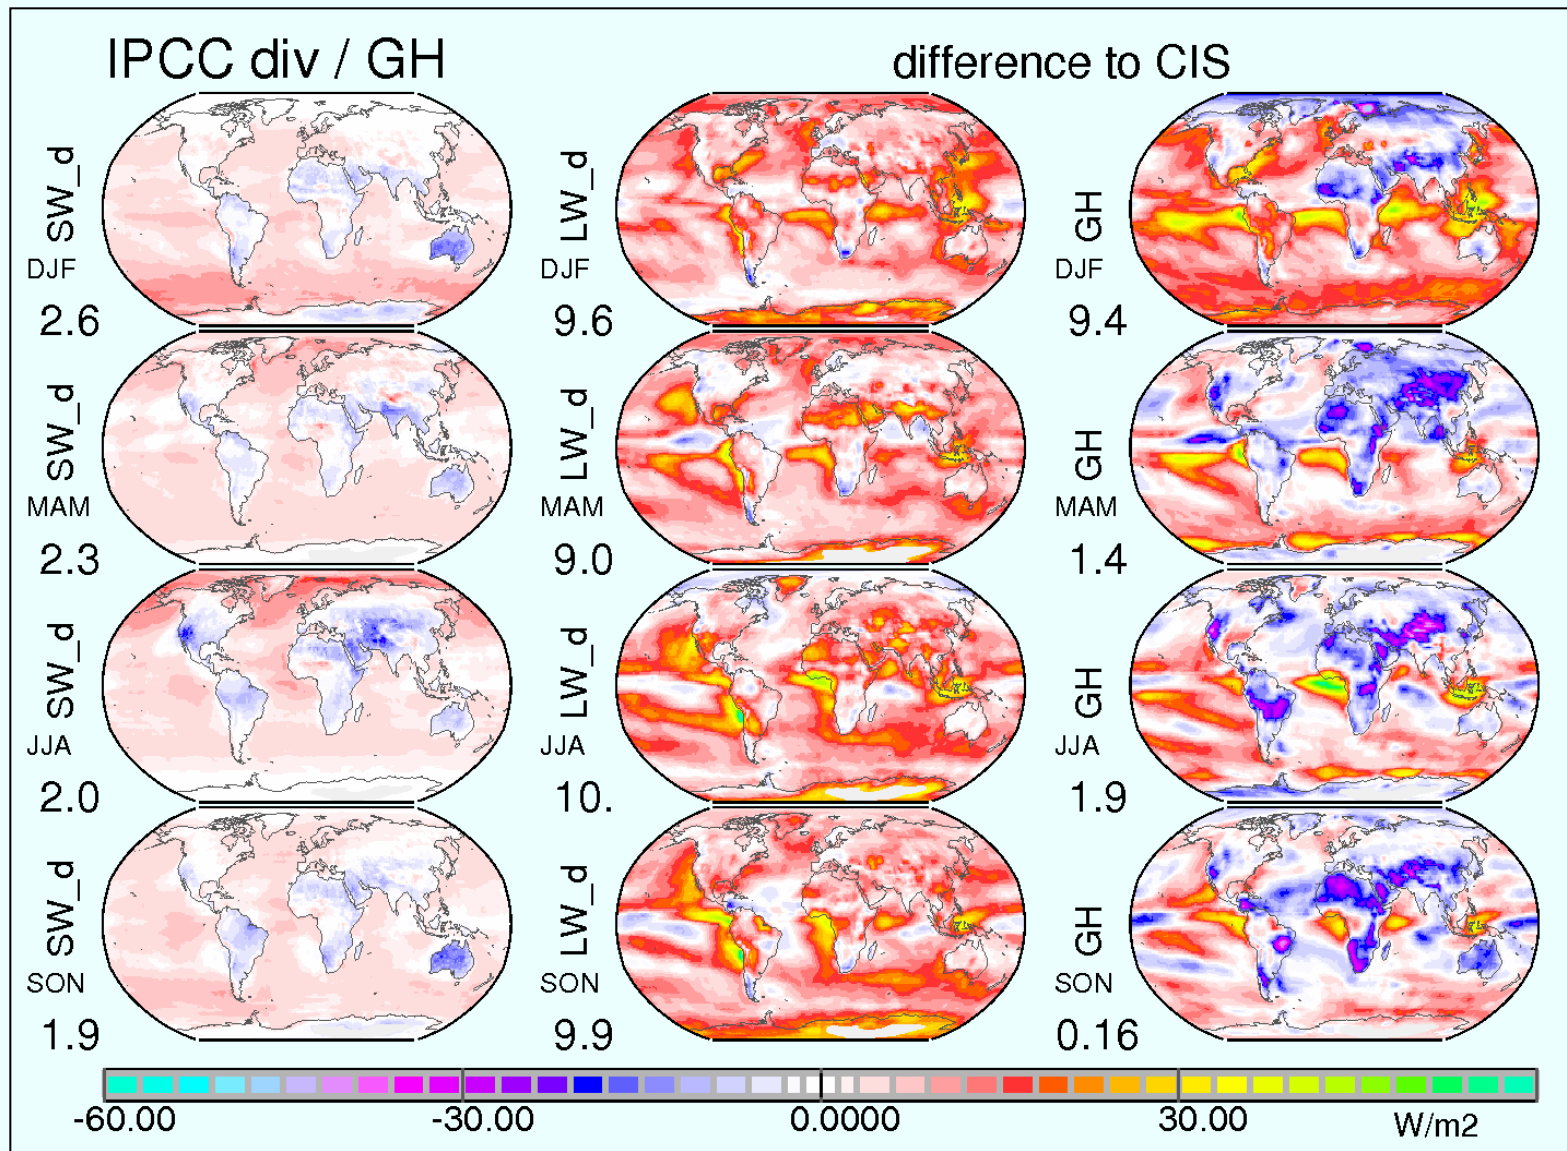 IPCC div / GH
difference to CIS
SW_d
DJF
2.6
LW_d
DJF
9.6
GH
DJF
9.4
SW_d
MAM
2.3
LW_d
MAM
9.0
GH
MAM
1.4
SW_d
JJA
2.0
LW_d
JJA
10.
GH
JJA
1.9
SW_d
SON
1.9
LW_d
SON
9.9
GH
SON
0.16
-60.00 -30.00 0.0000 30.00 W/m2